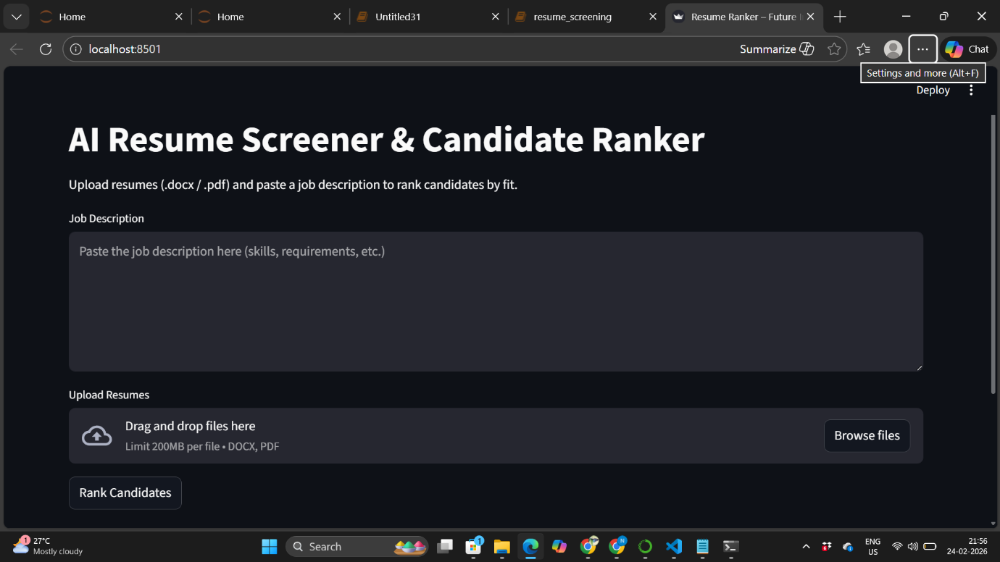 Home
Home
Untitled31
resume_screening
Resume Ranker – Future
localhost:8501
Summarize
Chat
Settings and more (Alt+F)
Deploy
AI Resume Screener & Candidate Ranker
Upload resumes (.docx / .pdf) and paste a job description to rank candidates by fit.
Job Description
Paste the job description here (skills, requirements, etc.)
Upload Resumes
Drag and drop files here
Limit 200MB per file • DOCX, PDF
Browse files
Rank Candidates
1
27°C
Mostly cloudy
Search
1
N
6
ENG
US
21:56
24-02-2026